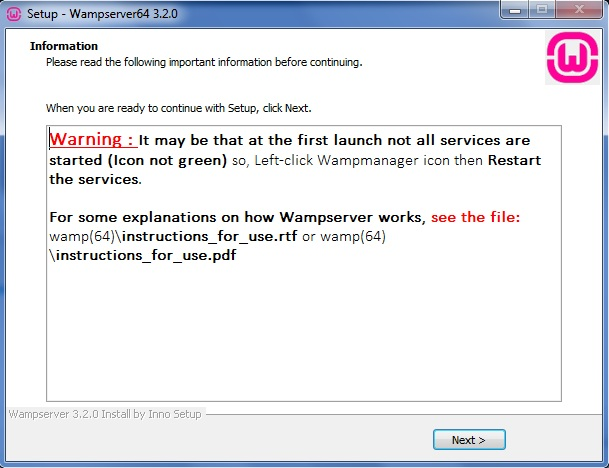 Setup - Wampserver64 3.2.0
Information
Please read the following important information before continuing.
When you are ready to continue with Setup, click Next.
Warning : It may be that at the first launch not all services are
started (Icon not green) so, Left-click Wampmanager icon then Restart
the services.
For some explanations on how Wampserver works, see the file:
wamp(64)\instructions_for_use.rtf or wamp(64)
\instructions_for_use.pdf
Wampserver 3.2.0 Install by Inno Setup
Next >